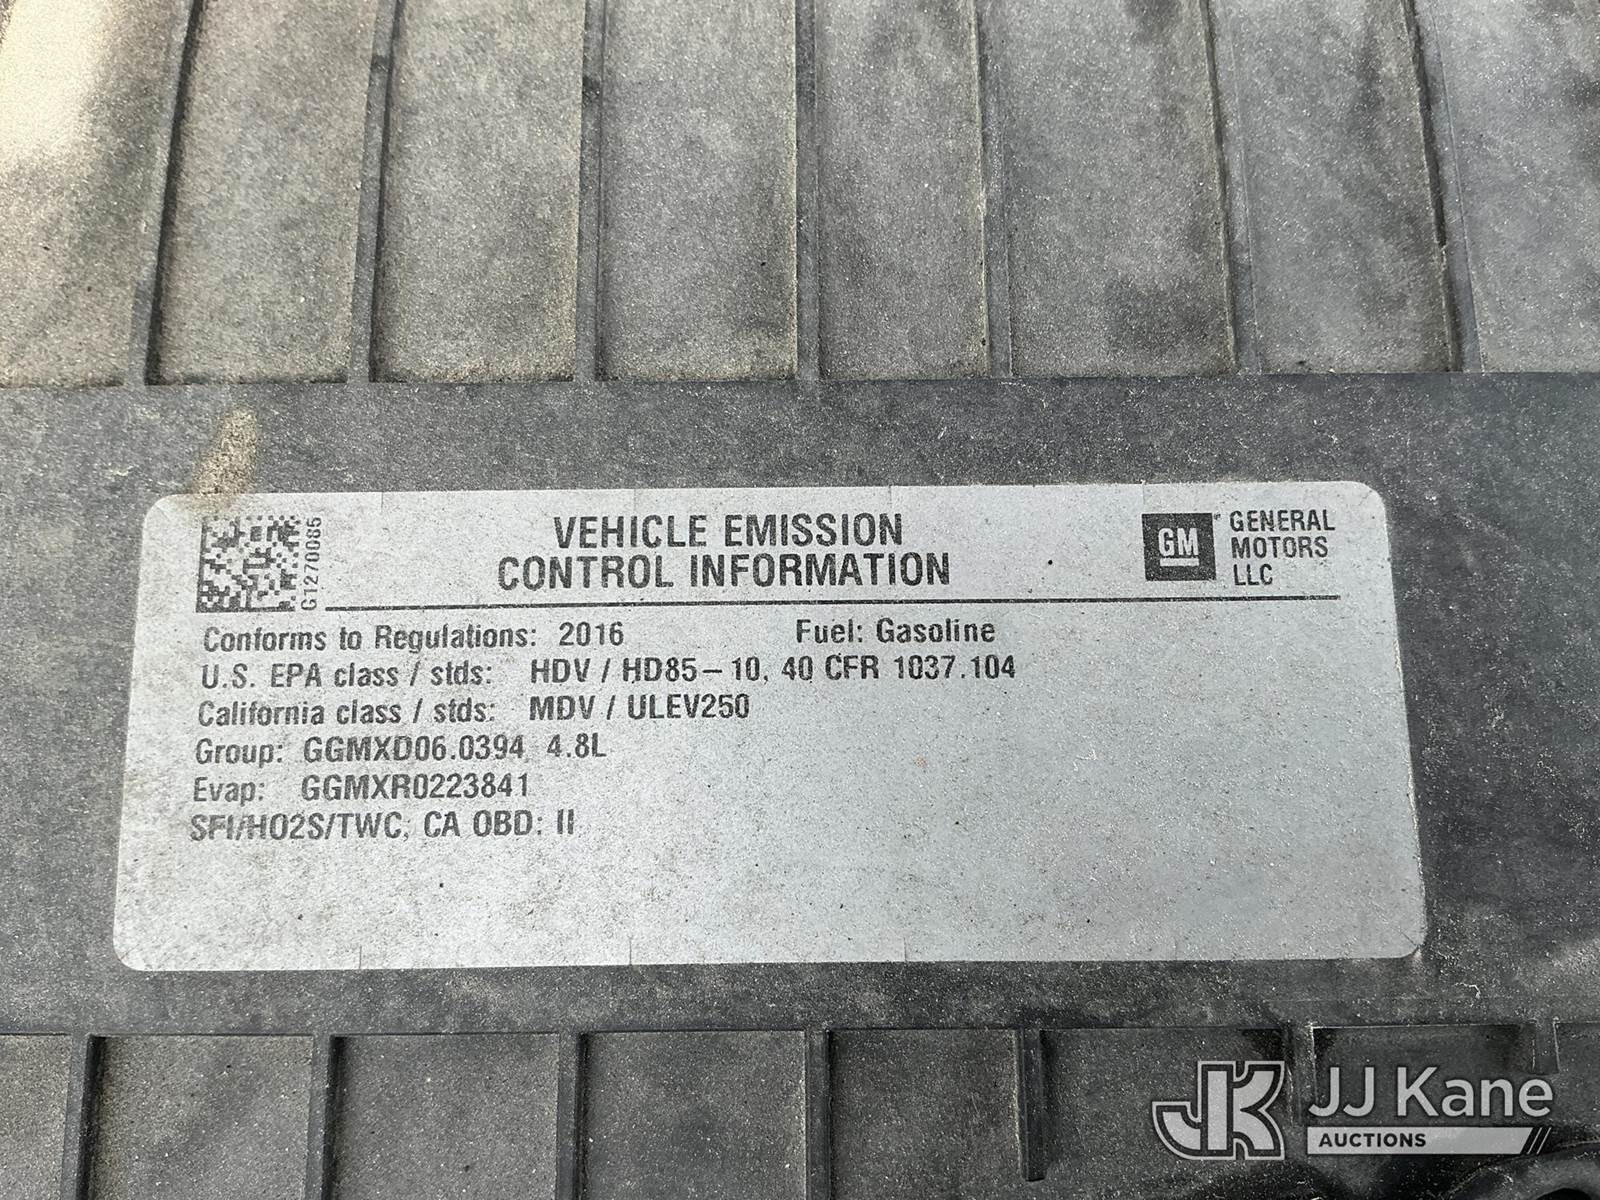 VEHICLE EMISSION
CONTROL INFORMATION
G1270085
GM
GENERAL
MOTORS
LLC
Conforms to Regulations: 2016 Fuel: Gasoline
U.S. EPA class / stds: HDV / HD85-10, 40 CFR 1037.104
California class / stds: MDV / ULEV250
Group: GGMXD06.0394 4.8L
Evap: GGMXR0223841
SFI/HO2S/TWC, CA OBD: II
JK JJ Kane
AUCTIONS